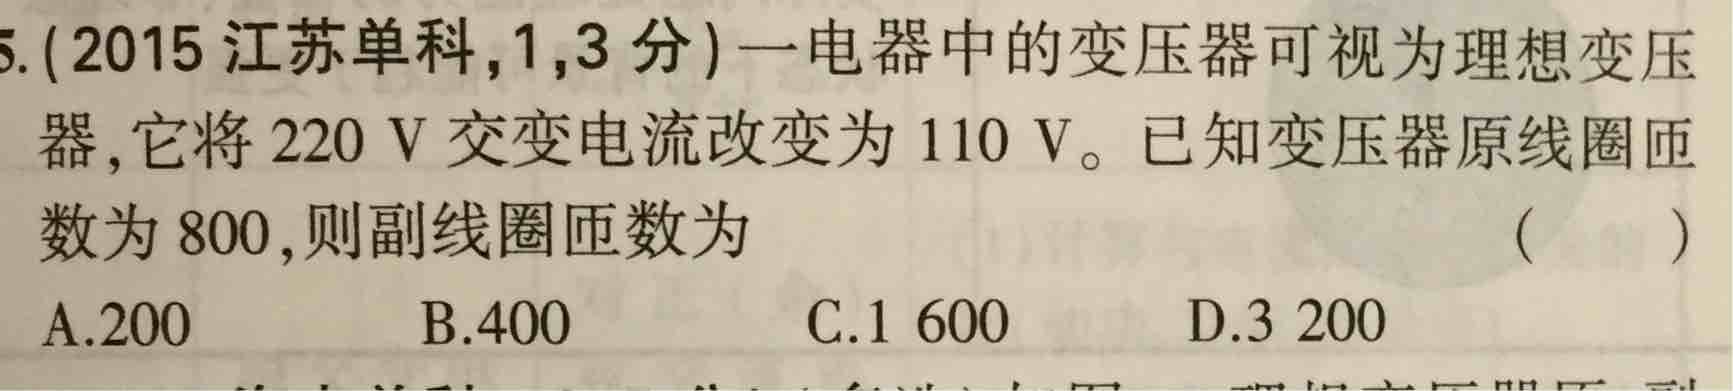 5.(2015 江苏单科,1,3 分)一电器中的变压器可视为理想变压
器,它将 220 V 交变电流改变为 110 V。已知变压器原线圈匝
数为 800,则副线圈匝数为 ( )
A.200 B.400 C.1 600 D.3 200